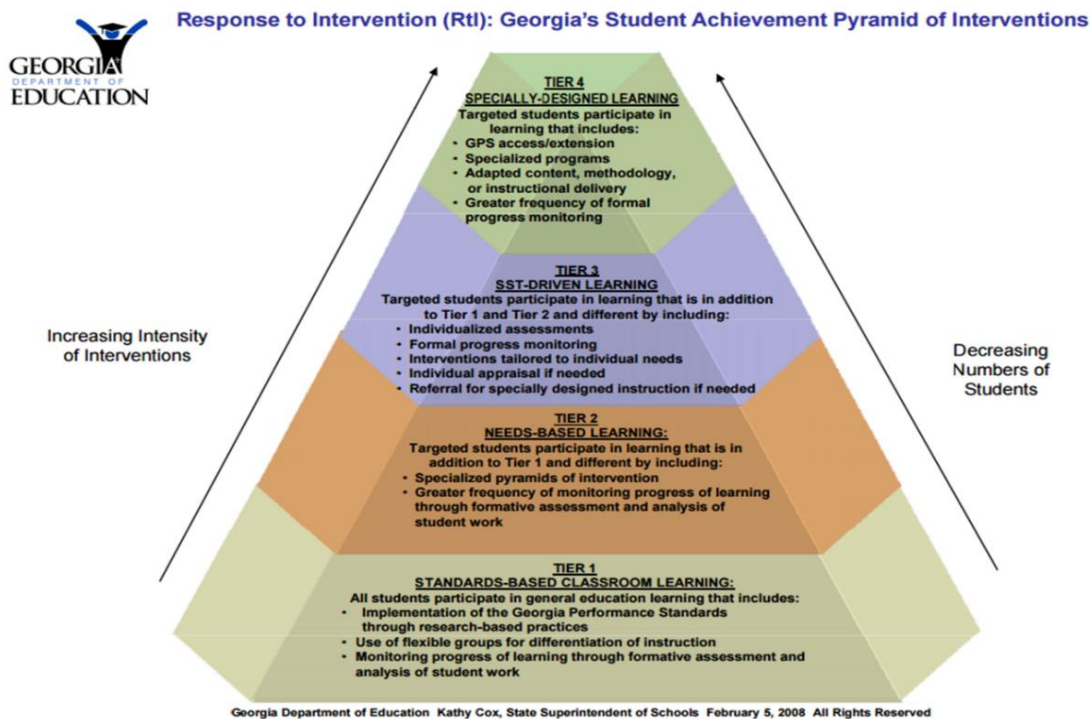 Response to Intervention (RtI): Georgia's Student Achievement Pyramid of Interventions
GEORGIA
DEPARTMENT OF
EDUCATION
TIER 4
SPECIALLY-DESIGNED LEARNING
Targeted students participate in
learning that includes:
• GPS access/extension
• Specialized programs
• Adapted content, methodology,
or instructional delivery
• Greater frequency of formal
progress monitoring
TIER 3
SST-DRIVEN LEARNING
Targeted students participate in learning that is in addition
to Tier 1 and Tier 2 and different by including:
• Individualized assessments
• Formal progress monitoring
• Interventions tailored to individual needs
• Individual appraisal if needed
• Referral for specially designed instruction if needed
Increasing Intensity
of Interventions
Decreasing
Numbers of
Students
TIER 2
NEEDS-BASED LEARNING:
Targeted students participate in learning that is in
addition to Tier 1 and different by including:
• Specialized pyramids of intervention
• Greater frequency of monitoring progress of learning
through formative assessment and analysis of
student work
TIER 1
STANDARDS-BASED CLASSROOM LEARNING:
All students participate in general education learning that includes:
• Implementation of the Georgia Performance Standards
through research-based practices
• Use of flexible groups for differentiation of instruction
• Monitoring progress of learning through formative assessment and
analysis of student work
Georgia Department of Education Kathy Cox, State Superintendent of Schools February 5, 2008 All Rights Reserved